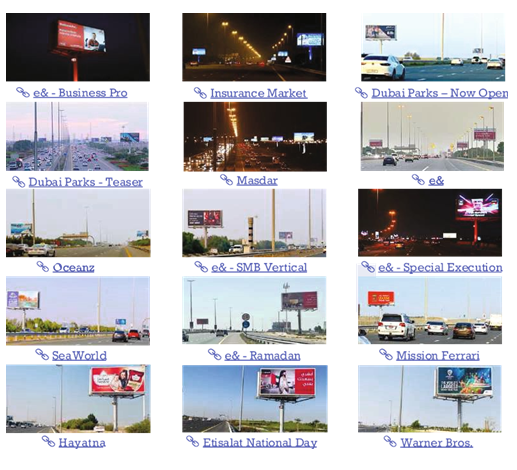 e& - Business Pro
Insurance Market
Dubai Parks – Now Open
Dubai Parks - Teaser
Masdar
e&
Oceanz
e& - SMB Vertical
e& - Special Execution
SeaWorld
e& - Ramadan
Mission Ferrari
Hayatna
Etisalat National Day
Warner Bros.